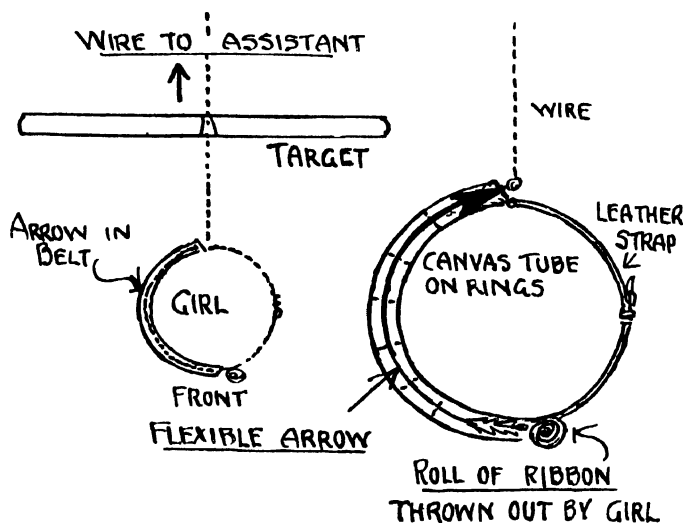 WIRE TO ASSISTANT
TARGET
ARROW IN
BELT
GIRL
FRONT
FLEXIBLE ARROW
WIRE
LEATHER
STRAP
CANVAS TUBE
ON RINGS
ROLL OF RIBBON
THROWN OUT BY GIRL